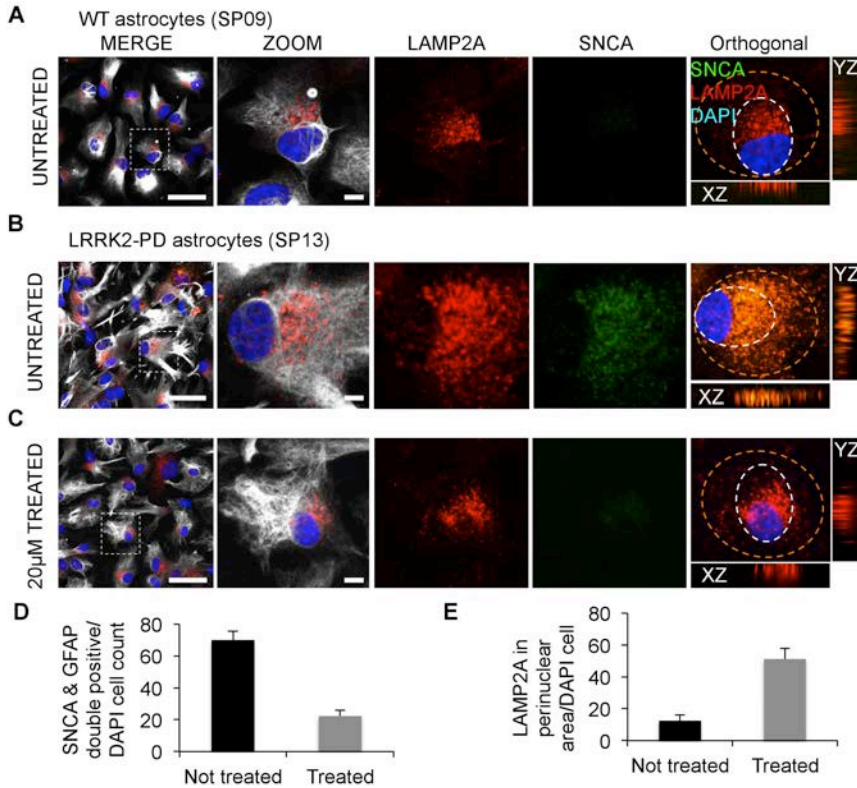 A
WT astrocytes (SP09)
MERGE ZOOM LAMP2A SNCA Orthogonal
UNTREATED
SNCA
LAMP2A
DAPI
YZ
XZ
B
LRRK2-PD astrocytes (SP13)
UNTREATED
YZ
XZ
C
20μM TREATED
YZ
XZ
D
SNCA & GFAP
double positive/
DAPI cell count
80
60
40
20
0
Not treated Treated
E
LAMP2A in
perinuclear
area/DAPI cell
80
60
40
20
0
Not treated Treated